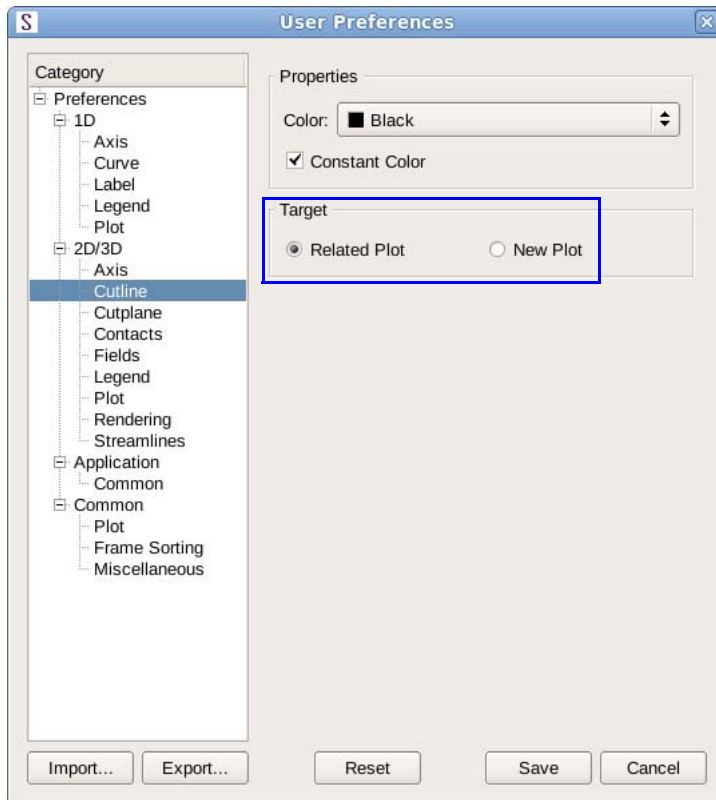 S
User Preferences
Category
Preferences
1D
Axis
Curve
Label
Legend
Plot
2D/3D
Axis
Cutline
Cutplane
Contacts
Fields
Legend
Plot
Rendering
Streamlines
Application
Common
Common
Plot
Frame Sorting
Miscellaneous
Properties
Color: Black
Constant Color
Target
Related Plot New Plot
Import... Export... Reset Save Cancel